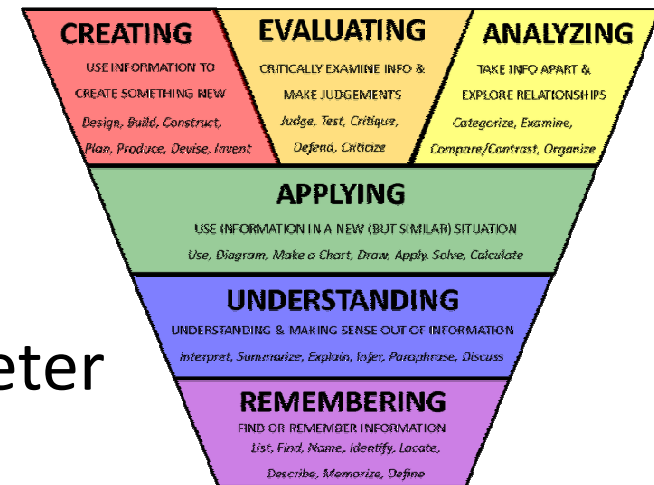 CREATING
USE INFORMATION TO
CREATE SOMETHING NEW
Design, Build, Construct,
Plan, Produce, Devise, Invent
EVALUATING
CRITICALLY EXAMINE INFO &
MAKE JUDGEMENTS
Judge, Test, Critique,
Defend, Criticize
ANALYZING
TAKE INFO APART &
EXPLORE RELATIONSHIPS
Categorize, Examine,
Compare/Contrast, Organize
APPLYING
USE INFORMATION IN A NEW (BUT SIMILAR) SITUATION
Use, Diagram, Make a Chart, Draw, Apply, Solve, Calculate
UNDERSTANDING
UNDERSTANDING & MAKING SENSE OUT OF INFORMATION
Interpret, Summarize, Explain, Infer, Paraphrase, Discuss
eter
REMEMBERING
FIND OR REMEMBER INFORMATION
List, Find, Name, Identify, Locate,
Describe, Memorize, Define